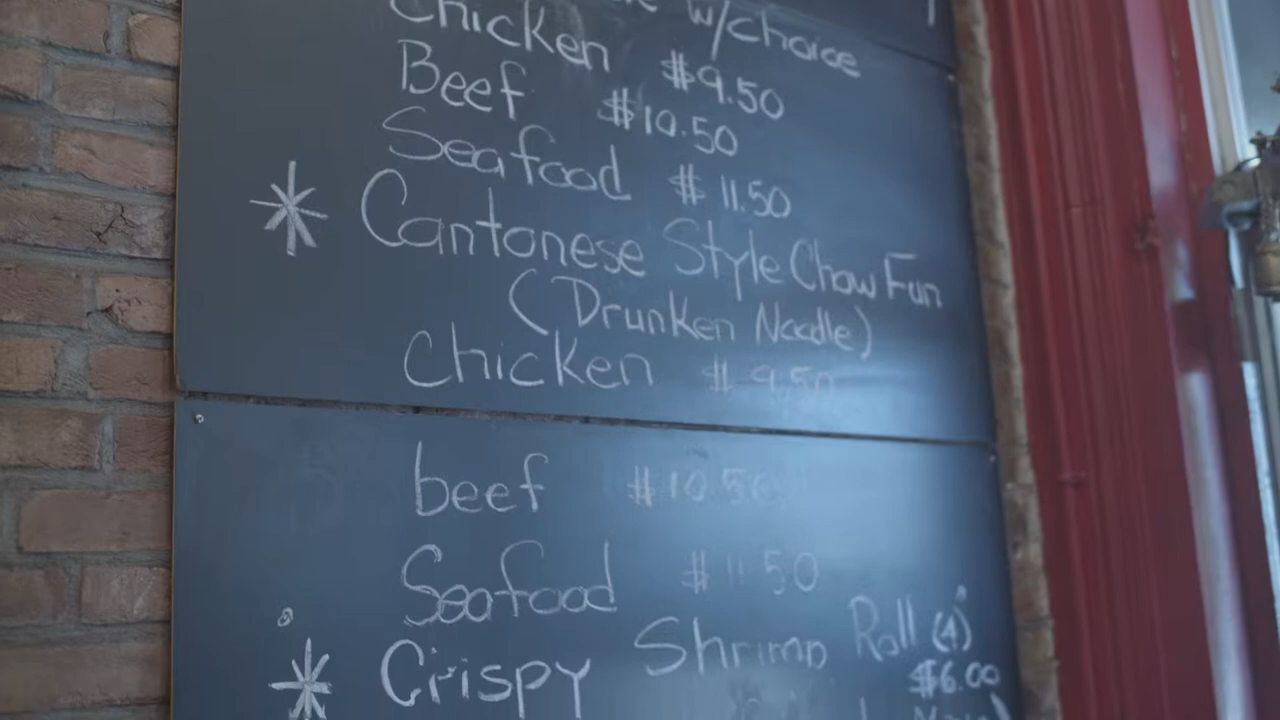 w/choice
Chicken $9.50
Beef $10.50
Seafood $11.50
* Cantonese Style Chow Fun
(Drunken Noodle)
Chicken $9.50
beef $10.50
Seafood $11.50
* Crispy Shrimp Roll (4)
$6.00